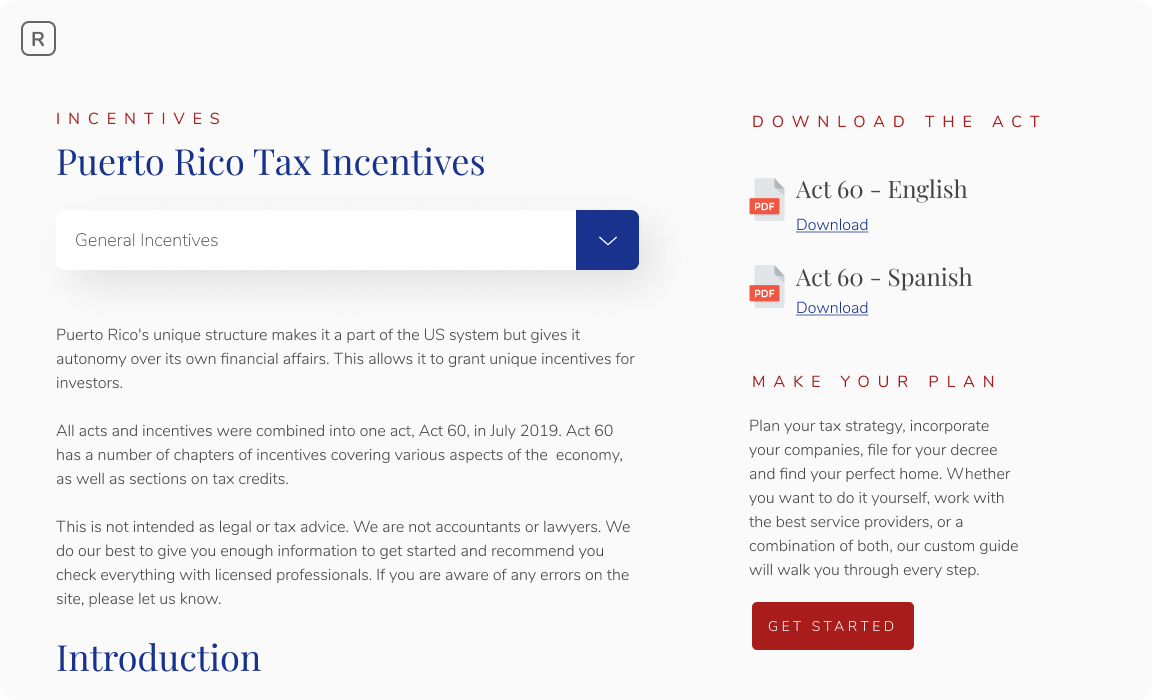 R
INCENTIVES
Puerto Rico Tax Incentives
General Incentives
Puerto Rico's unique structure makes it a part of the US system but gives it
autonomy over its own financial affairs. This allows it to grant unique incentives for
investors.
All acts and incentives were combined into one act, Act 60, in July 2019. Act 60
has a number of chapters of incentives covering various aspects of the  economy,
as well as sections on tax credits.
This is not intended as legal or tax advice. We are not accountants or lawyers. We
do our best to give you enough information to get started and recommend you
check everything with licensed professionals. If you are aware of any errors on the
site, please let us know.
Introduction
DOWNLOAD THE ACT
PDF
Act 60 - English
Download
PDF
Act 60 - Spanish
Download
MAKE YOUR PLAN
Plan your tax strategy, incorporate
your companies, file for your decree
and find your perfect home. Whether
you want to do it yourself, work with
the best service providers, or a
combination of both, our custom guide
will walk you through every step.
GET STARTED